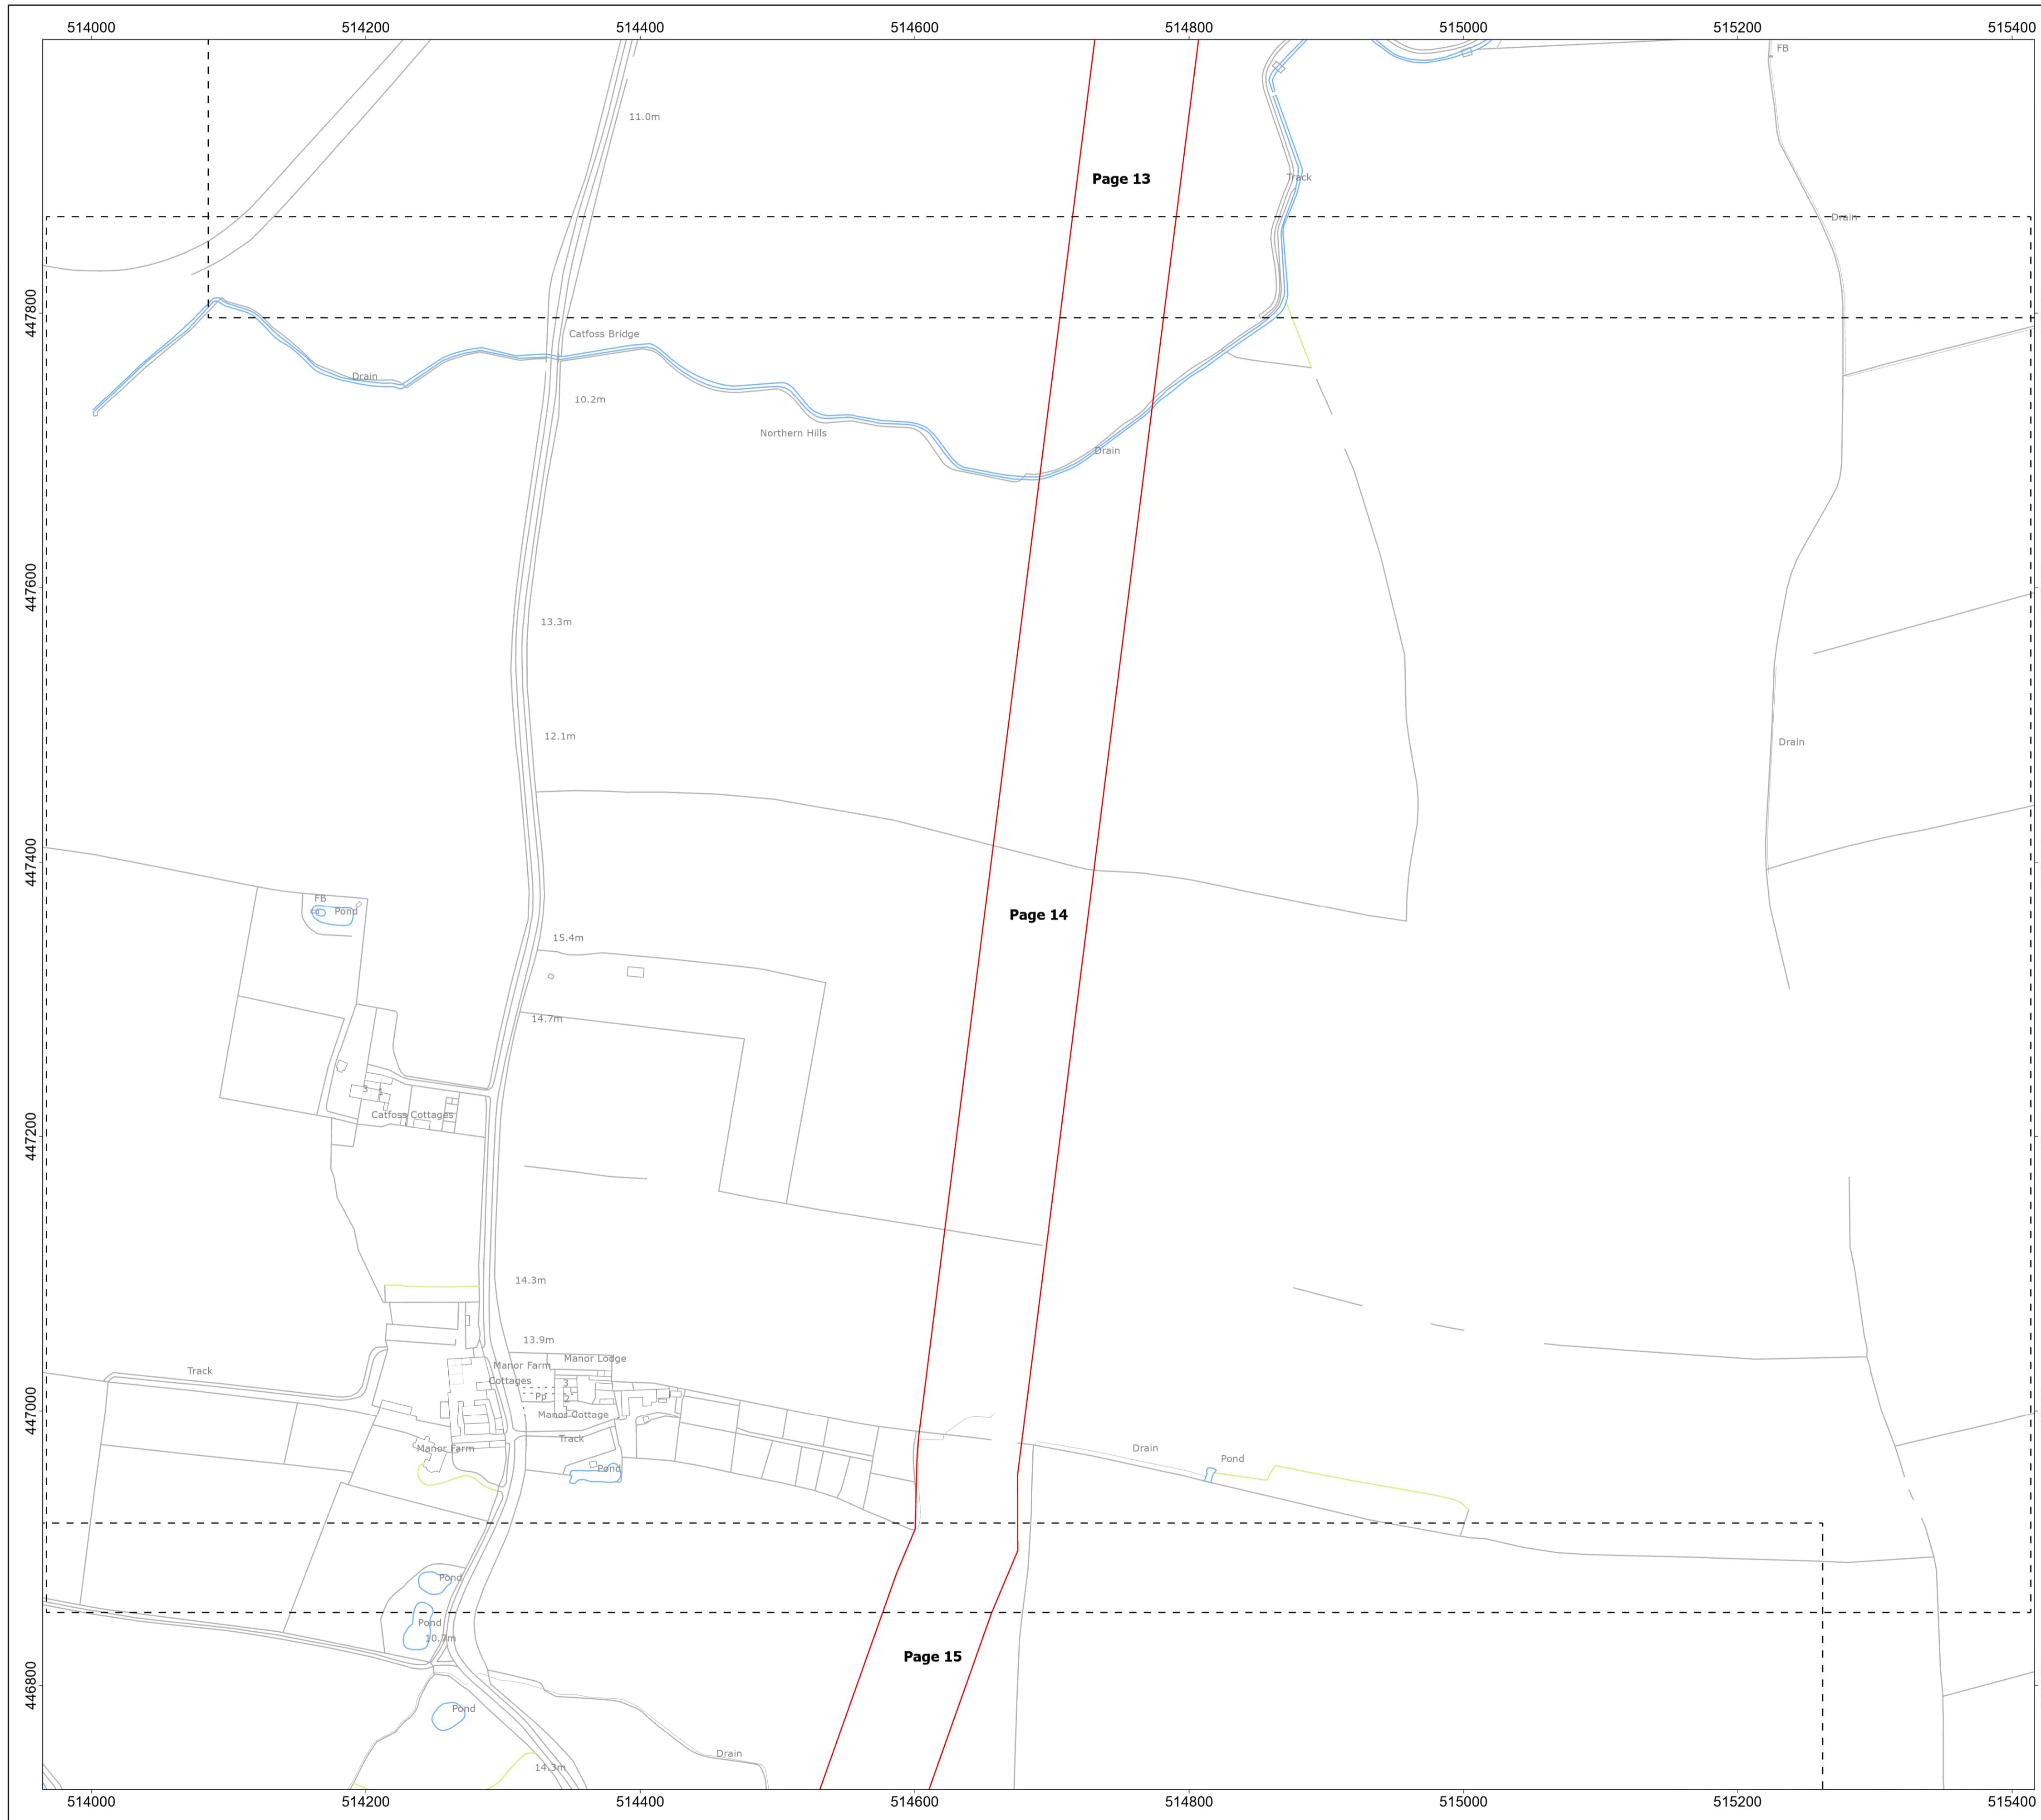 514000 514200 514400 514600 514800 515000 515200 515400
FB
11.0m
Page 13
Track
Drain
447800
Catfoss Bridge
Drain
10.2m
Northern Hills
Drain
447600
13.3m
12.1m
Drain
447400
FB
Pond
Page 14
15.4m
14.7m
3 1
Catfoss Cottages
447200
14.3m
13.9m
Manor Lodge
Manor Farm
Cottages
Track
3
Pp
2
447000
Manor Cottage
Track
Manor Farm
Drain
Pond
Pond
Pond
Pond
10.7m
Page 15
446800
Pond
Drain
14.3m
514000 514200 514400 514600 514800 515000 515200 515400